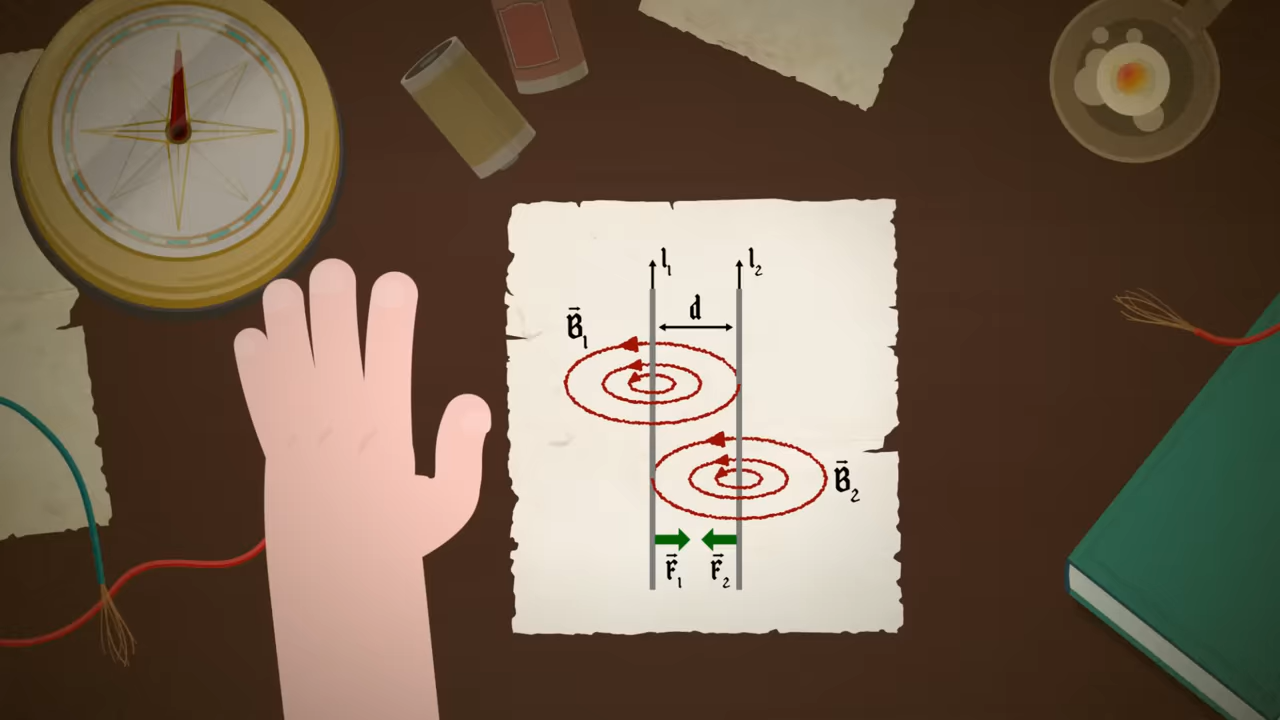 I₁ I₂
d
B⃗₁
B⃗₂
F⃗₁ F⃗₂